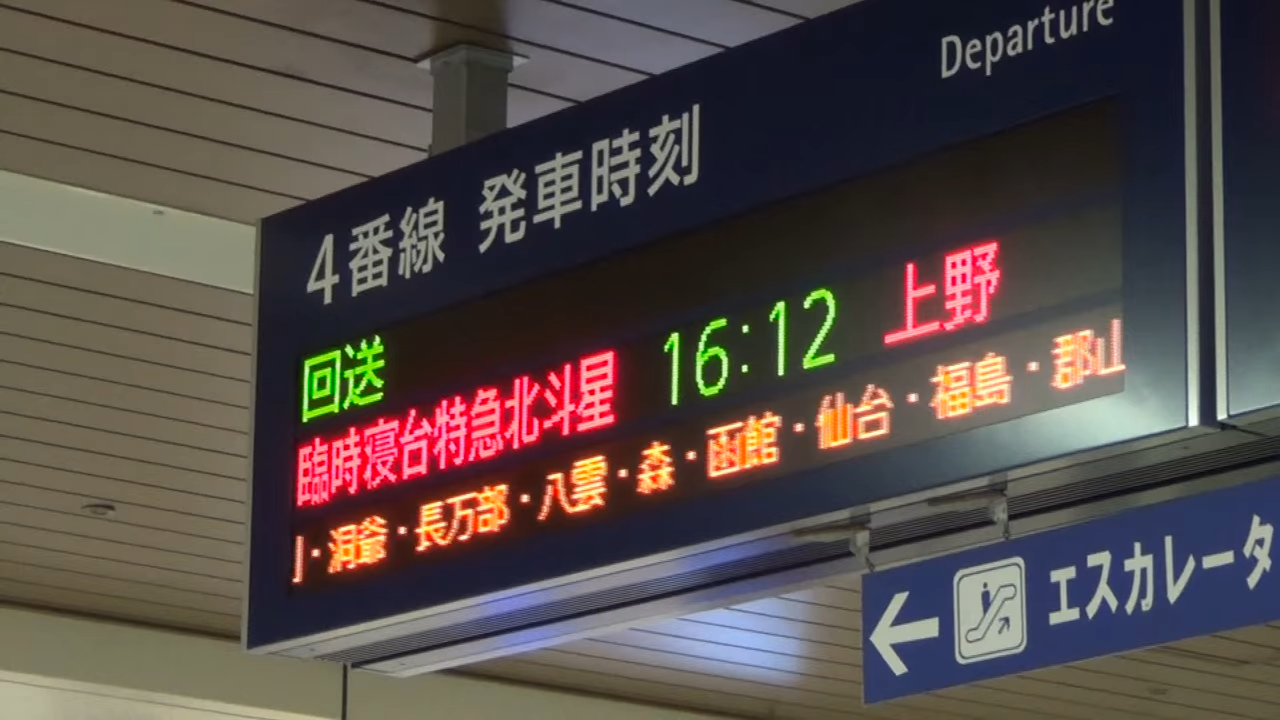 Departure
4番線 発車時刻
回送
臨時寝台特急北斗星 16:12 上野
・洞爺・長万部・八雲・森・函館・仙台・福島・郡山
← エスカレータ